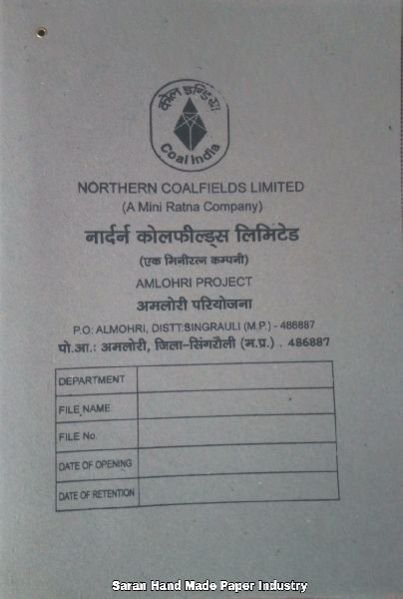 कोल इण्डिया
Coal India
NORTHERN COALFIELDS LIMITED
(A Mini Ratna Company)
नार्दर्न कोलफील्ड्स लिमिटेड
(एक मिनीरत्न कम्पनी)
AMLOHRI PROJECT
अमलोरी परियोजना
P.O: ALMOHRI, DISTT:SINGRAULI (M.P.) - 486887
पो.आ.: अमलोरी, जिला-सिंगरौली (म.प्र.) . 486887
DEPARTMENT
FILE NAME
FILE No.
DATE OF OPENING
DATE OF RETENTION
Saran Hand Made Paper Industry